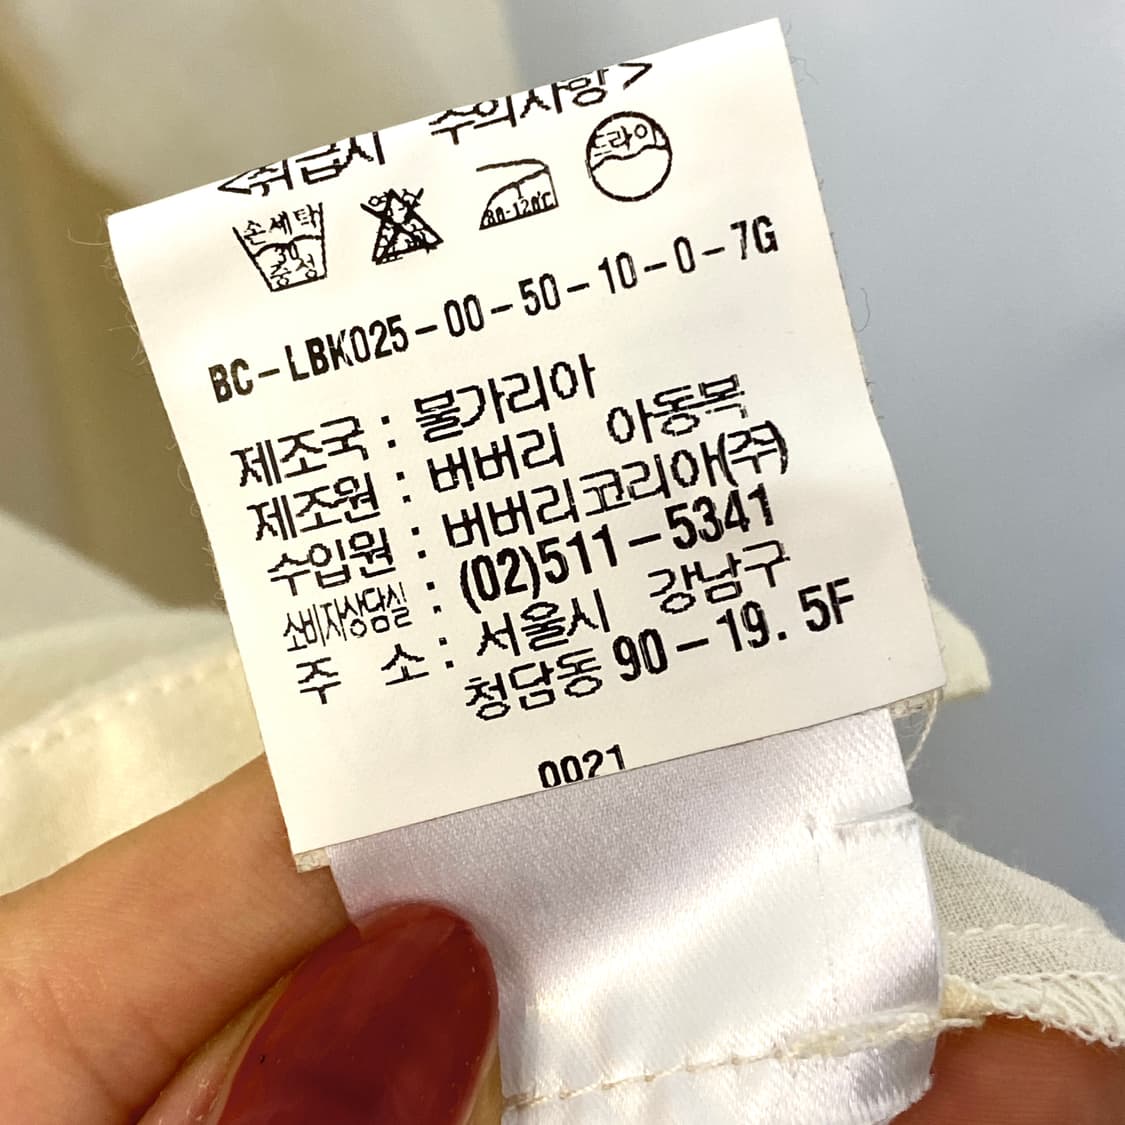 <취급시 주의사항>
손세탁 30 중성 80-120℃ 드라이
BC-LBK025-00-50-10-0-7G
제조국 : 불가리아
제조원 : 버버리 아동복
수입원 : 버버리코리아(주)
소비자상담실 : (02)511-5341
주 소 : 서울시 강남구
청담동 90-19. 5F
0021